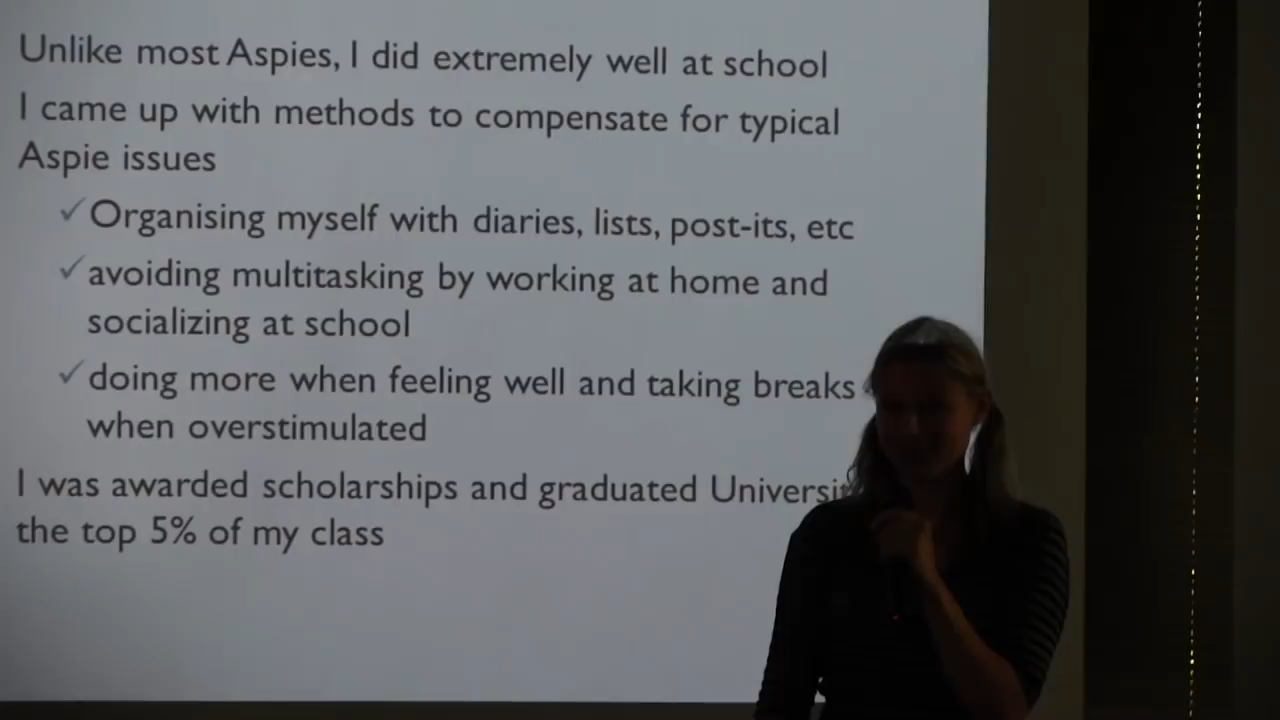 Unlike most Aspies, I did extremely well at school
I came up with methods to compensate for typical
Aspie issues
✓Organising myself with diaries, lists, post-its, etc
✓avoiding multitasking by working at home and
socializing at school
✓doing more when feeling well and taking breaks
when overstimulated
I was awarded scholarships and graduated Universit
the top 5% of my class